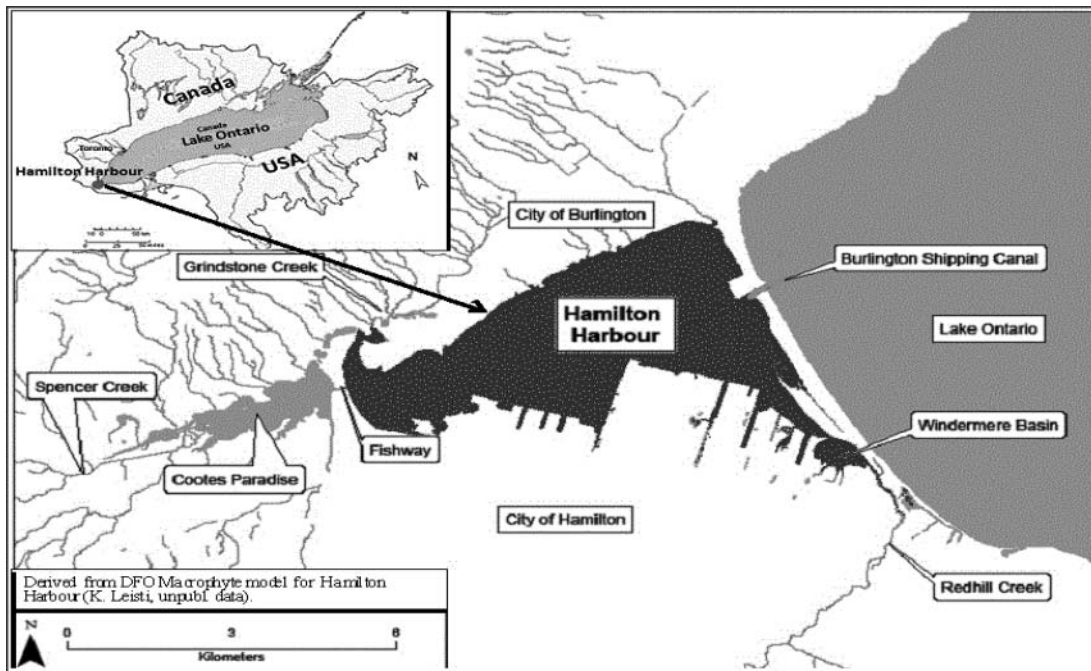 Canada
Canada
Lake Ontario
USA
USA
Toronto
Hamilton Harbour
N
City of Burlington
Grindstone Creek
Burlington Shipping Canal
Hamilton
Harbour
Lake Ontario
Spencer Creek
Windermere Basin
Fishway
Cootes Paradise
City of Hamilton
Redhill Creek
Derived from DFO Macrophyte model for Hamilton
Harbour (K. Leisti, unpubl data).
N
0 3 6
Kilometers